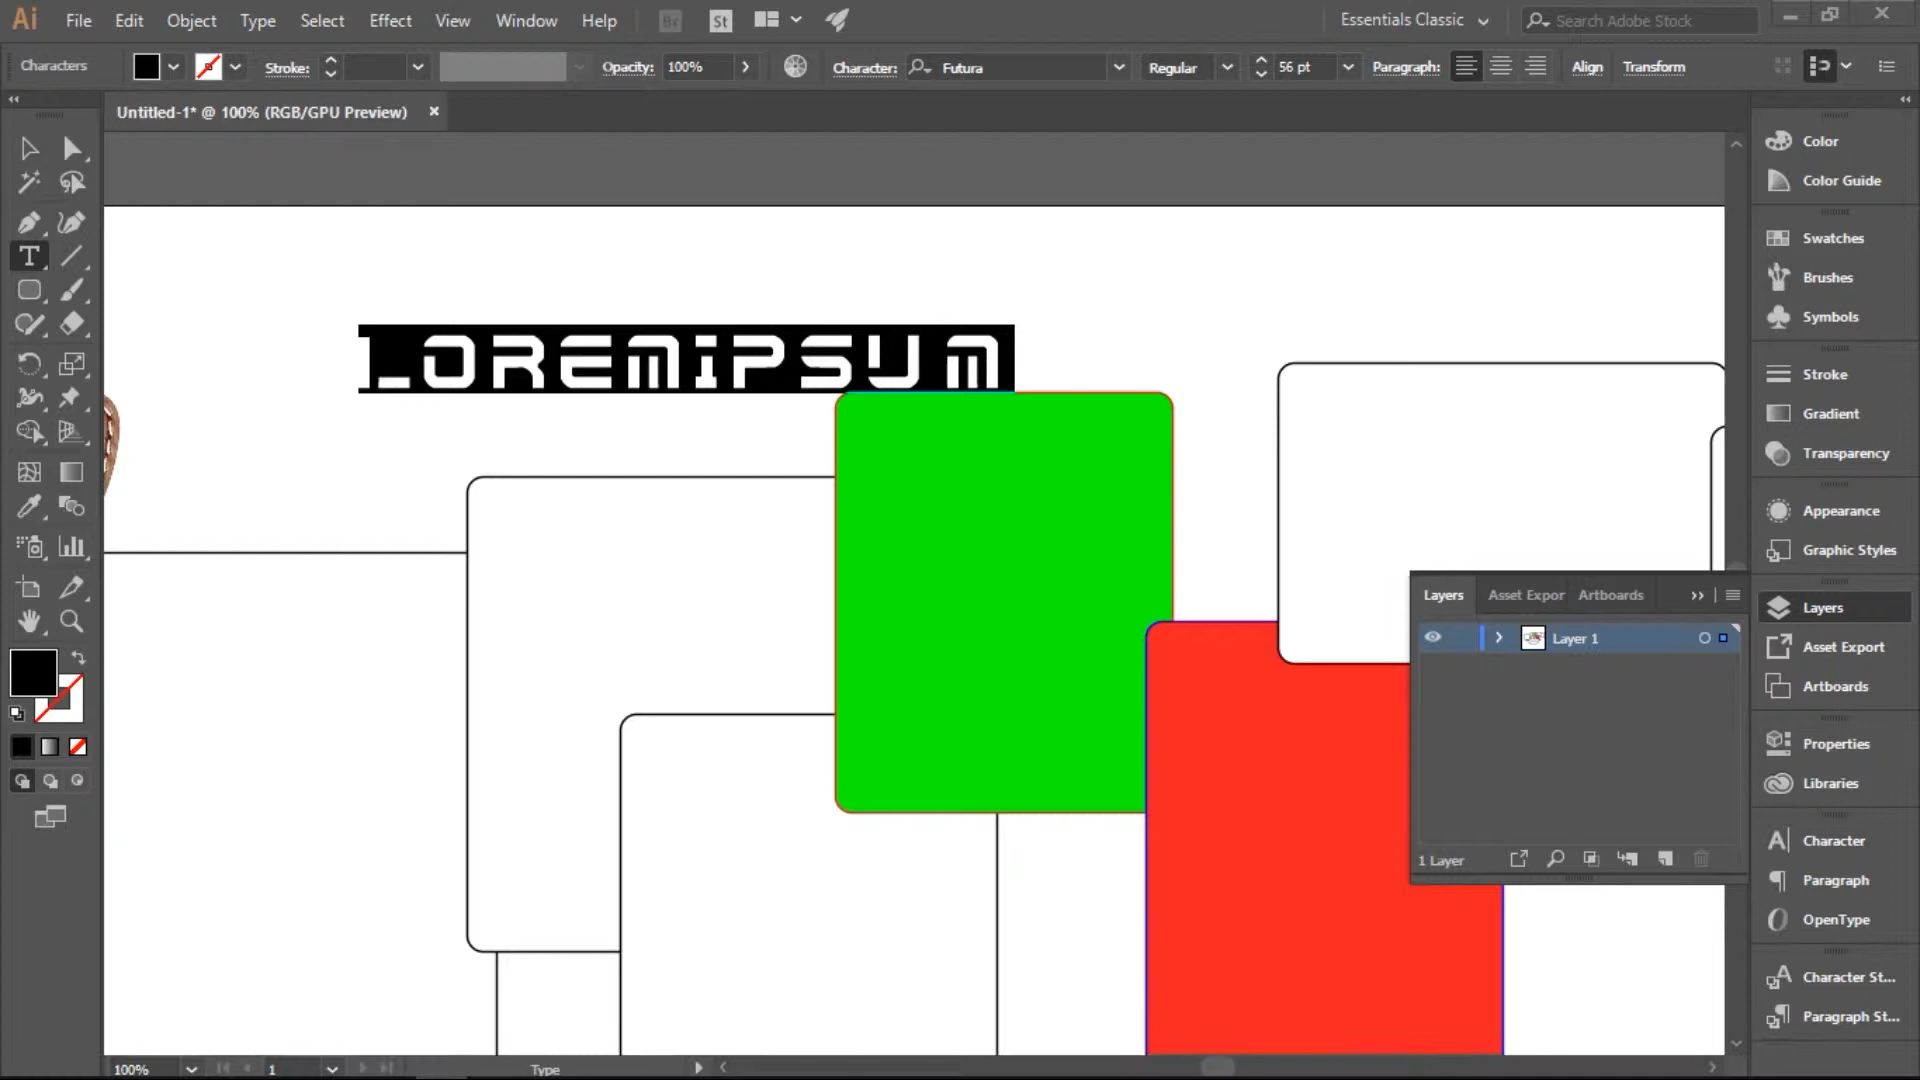 Ai File Edit Object Type Select Effect View Window Help Br St Essentials Classic Search Adobe Stock
Characters Stroke: Opacity: 100% Character: Futura Regular 56 pt Paragraph: Align Transform
Untitled-1* @ 100% (RGB/GPU Preview)
LOREMIPSUM
Color
Color Guide
Swatches
Brushes
Symbols
Stroke
Gradient
Transparency
Appearance
Graphic Styles
Layers
Asset Export
Artboards
Properties
Libraries
Character
Paragraph
OpenType
Character St...
Paragraph St...
Layers Asset Expor Artboards
Layer 1
1 Layer
100% 1 Type